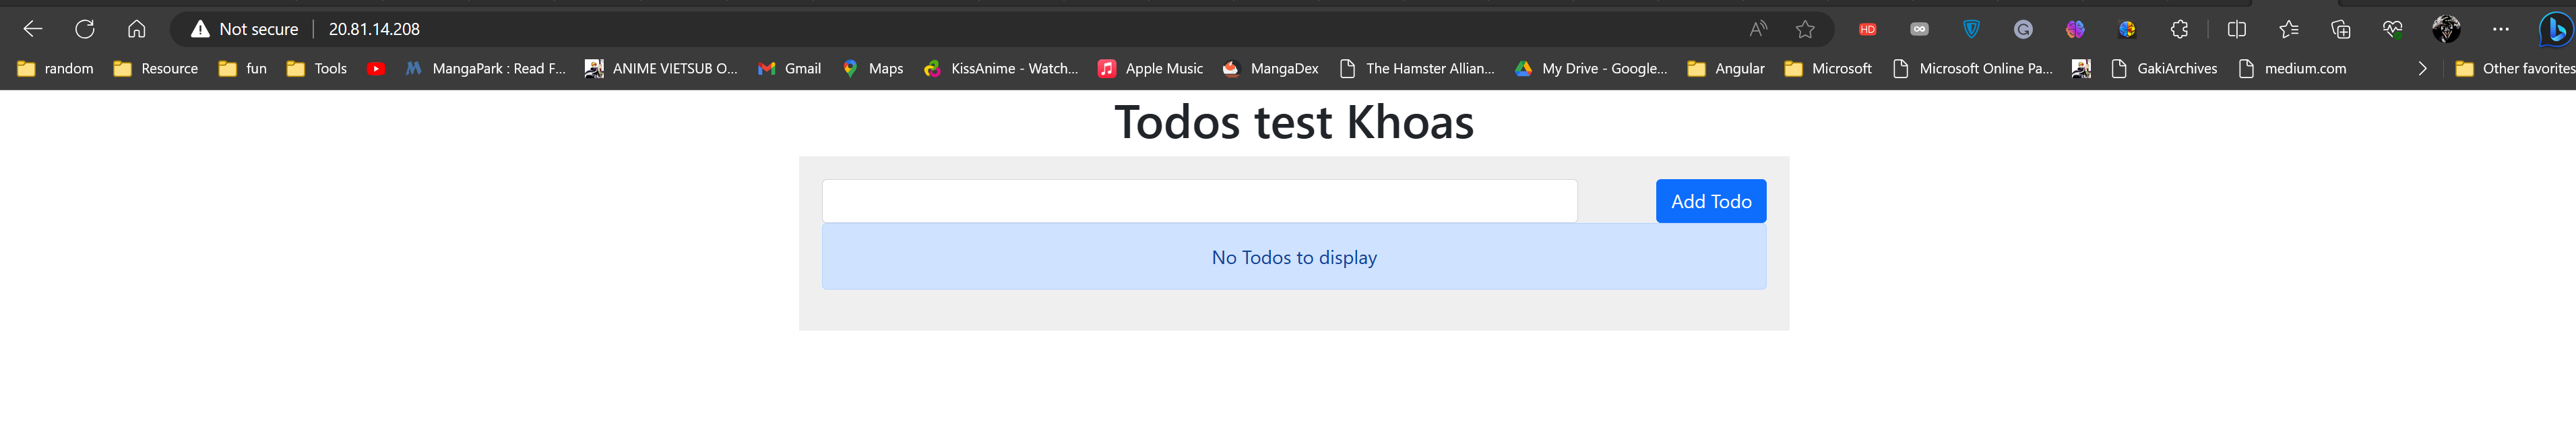 Not secure 20.81.14.208 HD
random Resource fun Tools MangaPark : Read F... ANIME VIETSUB O... Gmail Maps KissAnime - Watch... Apple Music MangaDex The Hamster Allian... My Drive - Google... Angular Microsoft Microsoft Online Pa... GakiArchives medium.com Other favorites
Todos test Khoas
Add Todo
No Todos to display